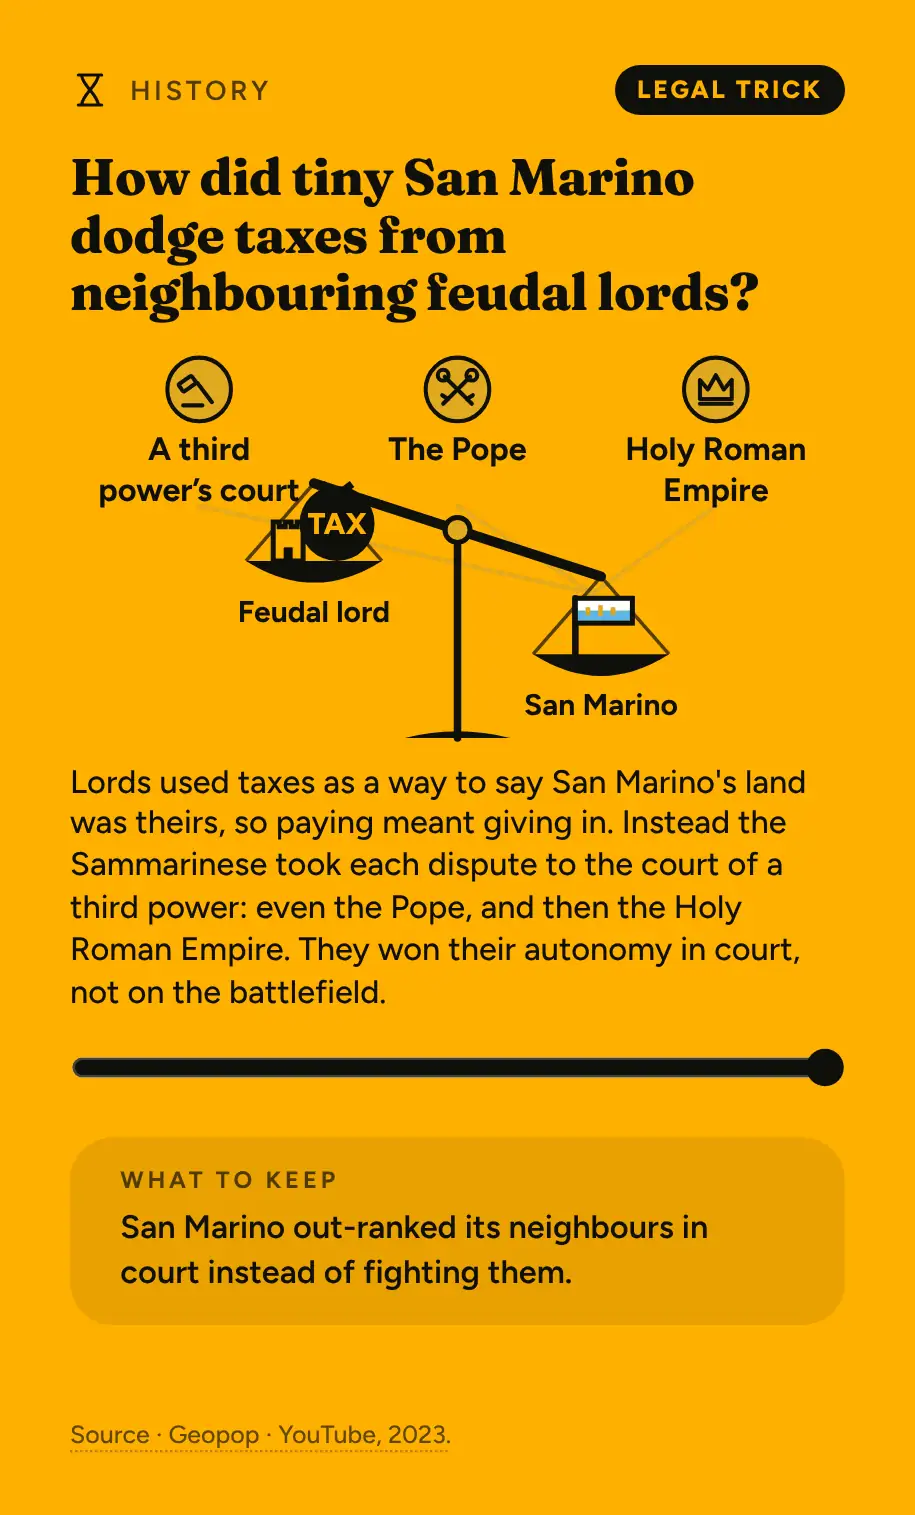 HISTORY
LEGAL TRICK
How did tiny San Marino
dodge taxes from
neighbouring feudal lords?
A third
power’s court
The Pope
Holy Roman
Empire
TAX
Feudal lord
San Marino
Lords used taxes as a way to say San Marino's land
was theirs, so paying meant giving in. Instead the
Sammarinese took each dispute to the court of a
third power: even the Pope, and then the Holy
Roman Empire. They won their autonomy in court,
not on the battlefield.
WHAT TO KEEP
San Marino out-ranked its neighbours in
court instead of fighting them.
Source · Geopop · YouTube, 2023.